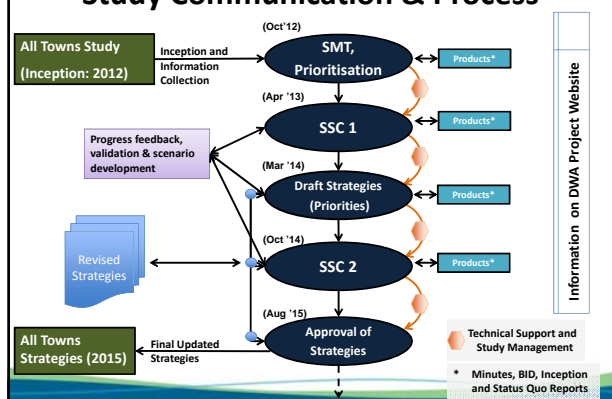 Study Communication & Process
(Oct'12)
All Towns Study
(Inception: 2012)
Inception and
Information
Collection
SMT,
Prioritisation
Products*
(Apr '13)
SSC 1
Products*
Progress feedback,
validation & scenario
development
(Mar '14)
Draft Strategies
(Priorities)
Products*
(Oct '14)
Revised
Strategies
SSC 2
Products*
(Aug '15)
Approval of
Strategies
All Towns
Strategies (2015)
Final Updated
Strategies
Information on DWA Project Website
Technical Support and
Study Management
* Minutes, BID, Inception
and Status Quo Reports